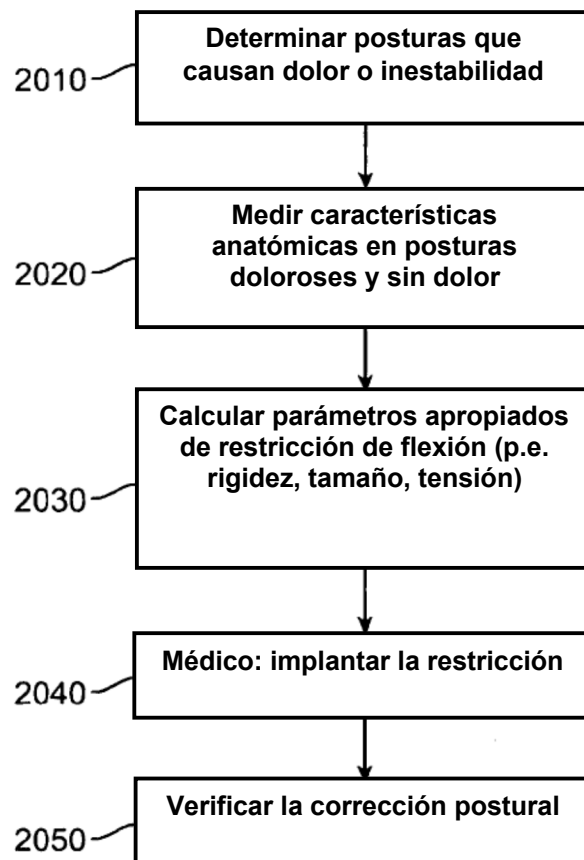 Determinar posturas que
causan dolor o inestabilidad
2010
Medir características
anatómicas en posturas
doloroses y sin dolor
2020
Calcular parámetros apropiados
de restricción de flexión (p.e.
rigidez, tamaño, tensión)
2030
Médico: implantar la restricción
2040
Verificar la corrección postural
2050